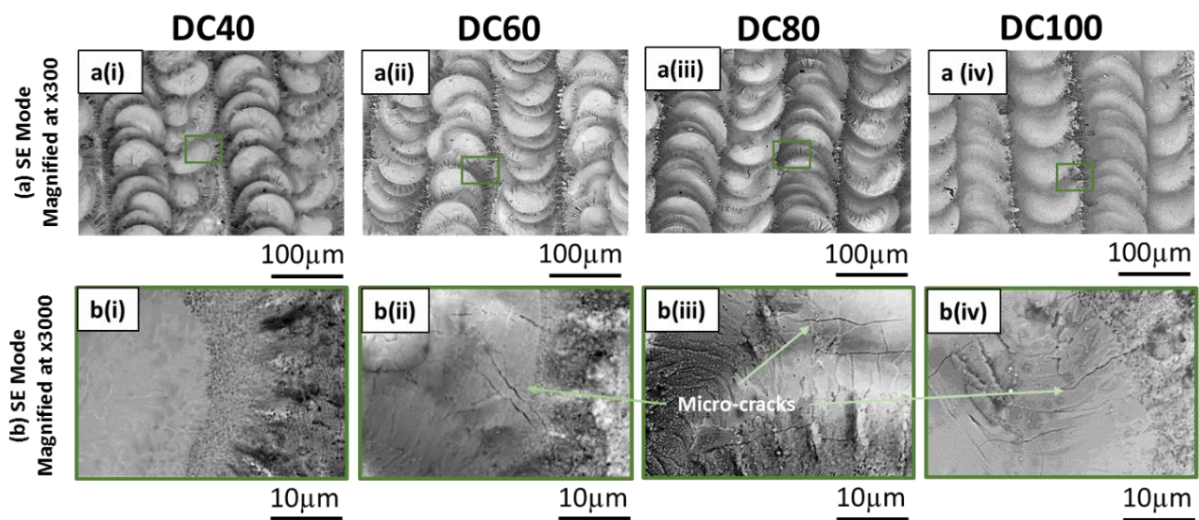 DC40 DC60 DC80 DC100
(a) SE Mode
Magnified at x300
a(i) a(ii) a(iii) a (iv)
100μm 100μm 100μm 100μm
(b) SE Mode
Magnified at x3000
b(i) b(ii) b(iii) b(iv)
Micro-cracks
10μm 10μm 10μm 10μm